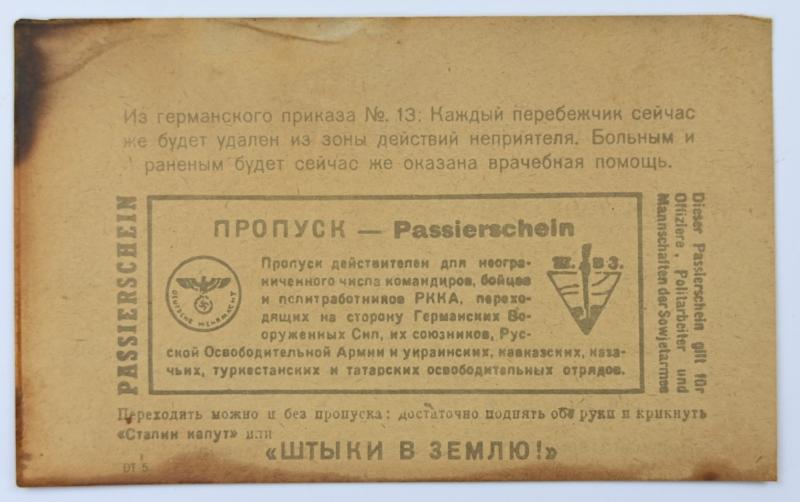 Из германского приказа №. 13: Каждый перебежчик сейчас
же будет удален из зоны действий неприятеля. Больным и
раненым будет сейчас же оказана врачебная помощь.
PASSIERSCHEIN
ПРОПУСК — Passierschein
DEUTSCHE WEHRMACHT
Пропуск действителен для неогра-
ниченного числа командиров, бойцов
и политработников РККА, перехо-
дящих на сторону Германских Во-
оруженных Сил, их союзников, Рус-
ской Освободительной Армии и украинских, кавказских, каза-
чьих, туркестанских и татарских освободительных отрядов.
В. З.
Dieser Passierschein gilt für
Offiziere, Politarbeiter und
Mannschaften der Sowjetarmee
Переходить можно и без пропуска: достаточно поднять обе руки и крикнуть
«Сталин капут» или
«ШТЫКИ В ЗЕМЛЮ!»
DT 5